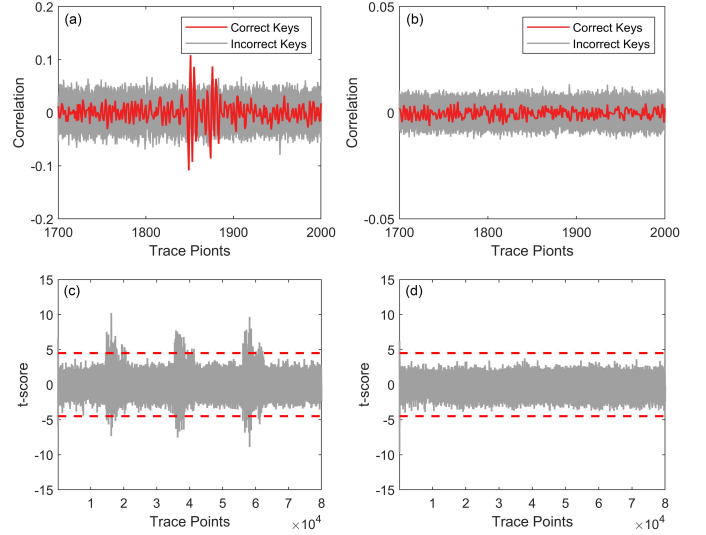 (a)
Correct Keys
Incorrect Keys
0.2
0.1
0
-0.1
-0.2
Correlation
1700
1800
1900
2000
Trace Pionts
(b)
Correct Keys
Incorrect Keys
0.05
0
-0.05
Correlation
1700
1800
1900
2000
Trace Pionts
(c)
15
10
5
0
-5
-10
-15
t-score
1 2 3 4 5 6 7 8
Trace Points
×10⁴
(d)
15
10
5
0
-5
-10
-15
t-score
1 2 3 4 5 6 7 8
Trace Points
×10⁴